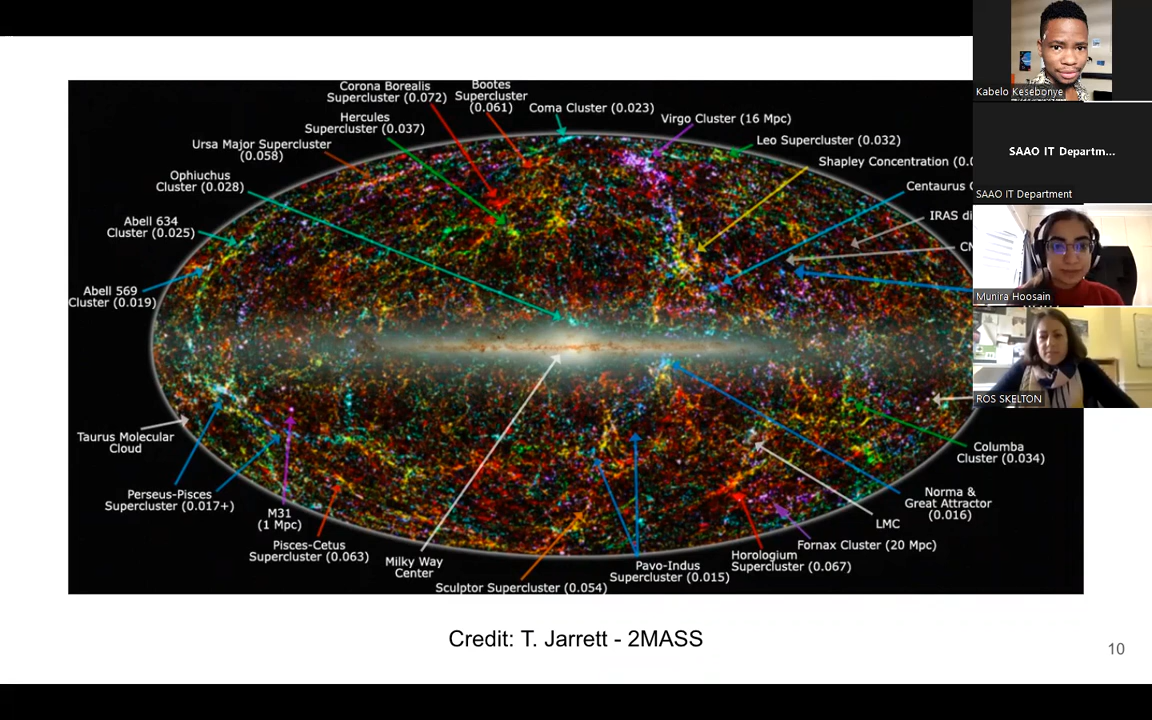 Corona Borealis
Supercluster (0.072)
Bootes
Supercluster
(0.061)
Coma Cluster (0.023)
Virgo Cluster (16 Mpc)
Hercules
Supercluster (0.037)
Leo Supercluster (0.032)
Ursa Major Supercluster
(0.058)
Shapley Concentration (0.0
Ophiuchus
Cluster (0.028)
Centaurus
IRAS di
Abell 634
Cluster (0.025)
Abell 569
Cluster (0.019)
Taurus Molecular
Cloud
Columba
Cluster (0.034)
Perseus-Pisces
Supercluster (0.017+)
Norma &
Great Attractor
(0.016)
M31
(1 Mpc)
LMC
Pisces-Cetus
Supercluster (0.063)
Fornax Cluster (20 Mpc)
Milky Way
Center
Horologium
Supercluster (0.067)
Pavo-Indus
Supercluster (0.015)
Sculptor Supercluster (0.054)
Credit: T. Jarrett - 2MASS
10
Kabelo Kesebonye
SAAO IT Departm...
SAAO IT Department
Munira Hoosain
ROS SKELTON